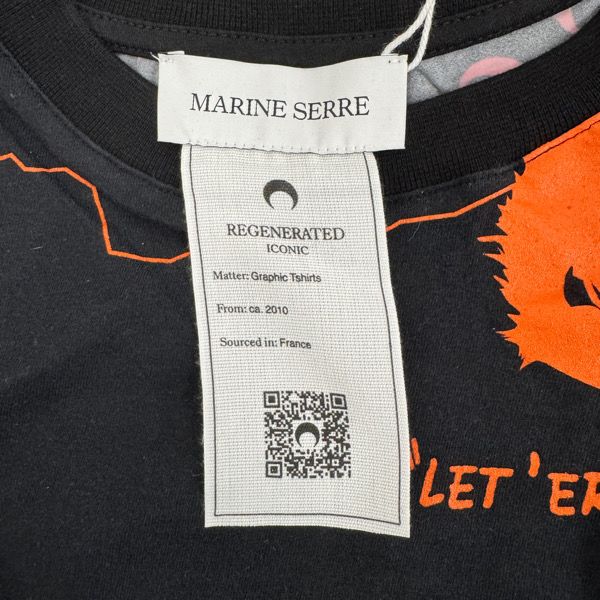 MARINE SERRE
REGENERATED
ICONIC
Matter: Graphic Tshirts
From: ca. 2010
Sourced in: France
"LET 'ER